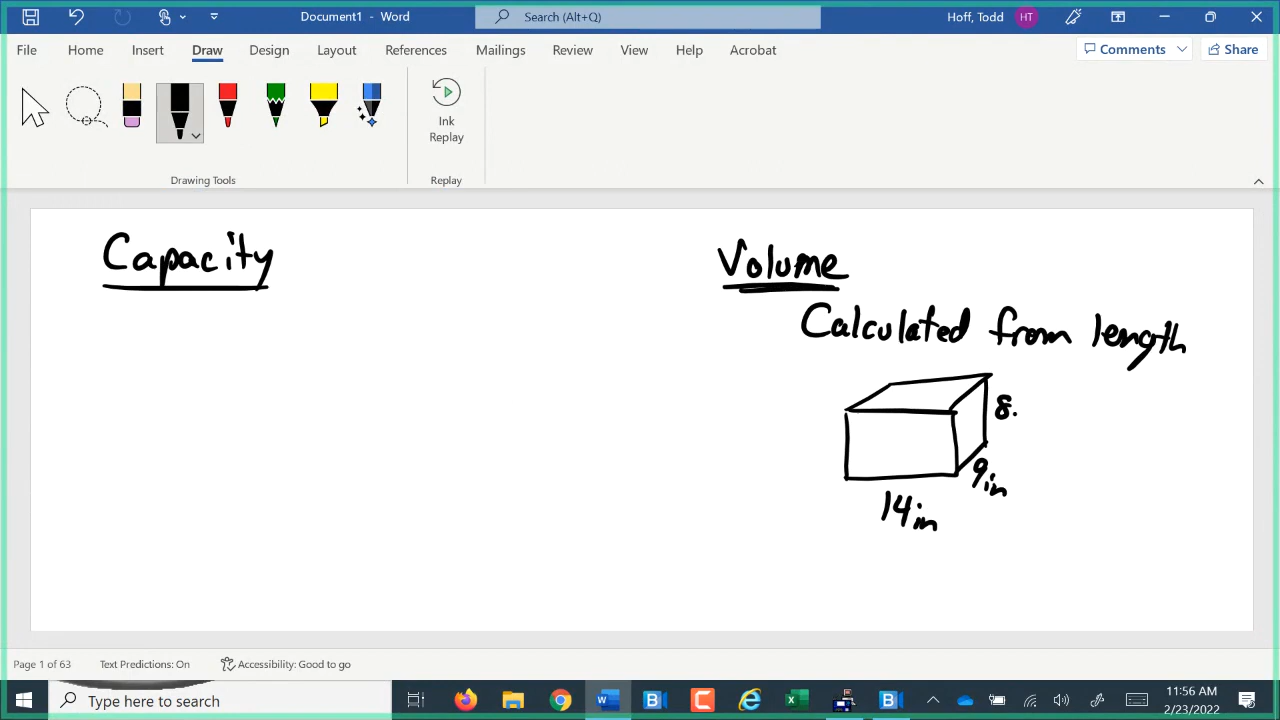 Document1 - Word
Search (Alt+Q)
Hoff, Todd
HT
File Home Insert Draw Design Layout References Mailings Review View Help Acrobat
Comments
Share
Ink
Replay
Drawing Tools
Replay
Capacity
Volume
Calculated from length
8.
9in
14in
Page 1 of 63
Text Predictions: On
Accessibility: Good to go
Type here to search
11:56 AM
2/23/2022